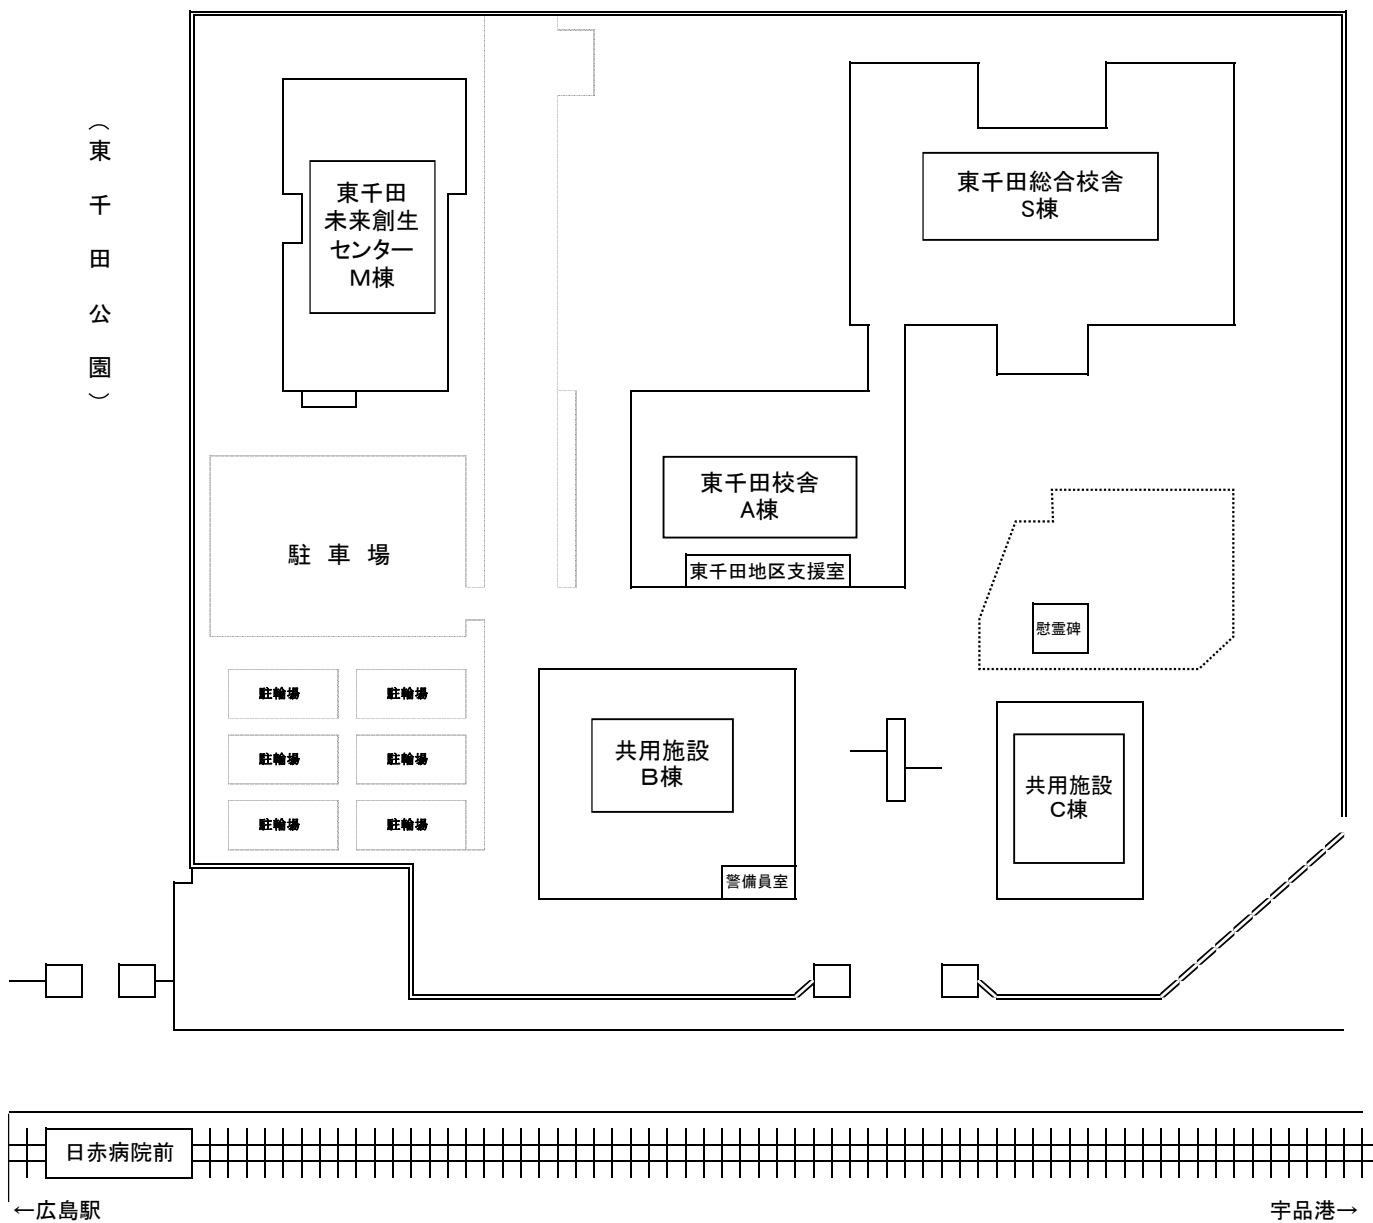 （東千田公園）
東千田
未来創生
センター
M棟
東千田総合校舎
S棟
東千田校舎
A棟
東千田地区支援室
駐車場
慰霊碑
駐輪場
駐輪場
駐輪場
駐輪場
駐輪場
駐輪場
共用施設
B棟
警備員室
共用施設
C棟
日赤病院前
←広島駅
宇品港→